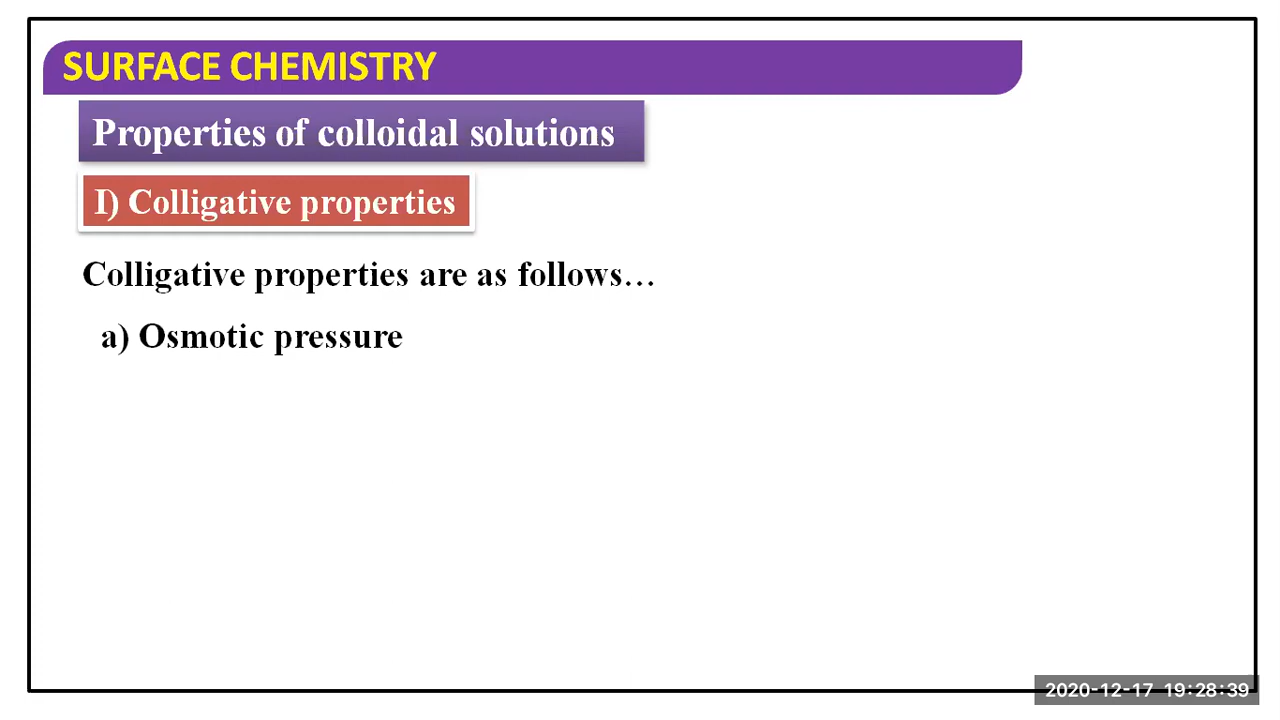 SURFACE CHEMISTRY
Properties of colloidal solutions
I) Colligative properties
Colligative properties are as follows…
a) Osmotic pressure
2020-12-17 19:28:39